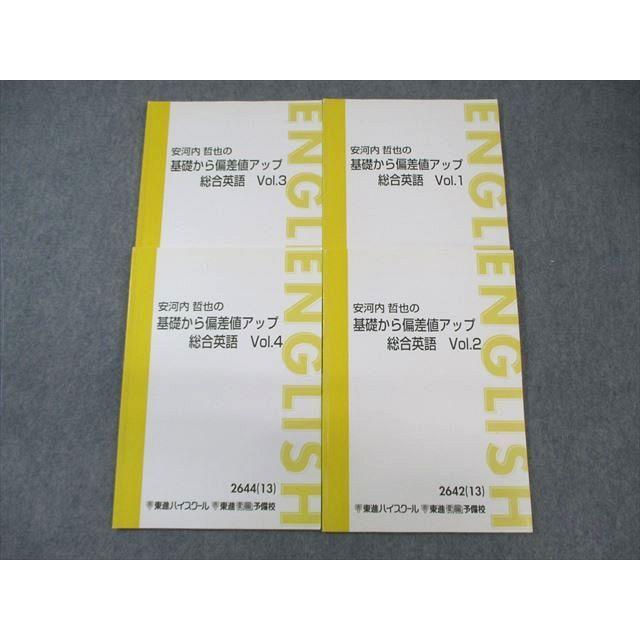 安河内 哲也の
基礎から偏差値アップ
総合英語 Vol.3
ENGLISH
安河内 哲也の
基礎から偏差値アップ
総合英語 Vol.1
ENGLISH
安河内 哲也の
基礎から偏差値アップ
総合英語 Vol.4
ENGLISH
2644(13)
東進ハイスクール 東進衛星予備校
安河内 哲也の
基礎から偏差値アップ
総合英語 Vol.2
ENGLISH
2642(13)
東進ハイスクール 東進衛星予備校